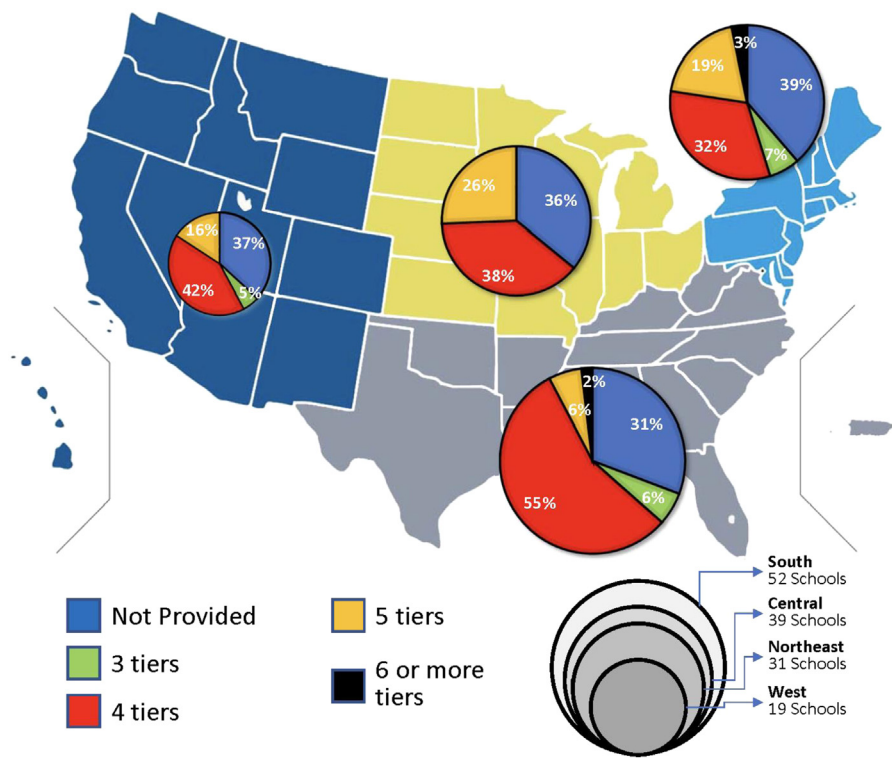 3%
19%
39%
32%
7%
26%
36%
38%
16%
37%
42%
5%
2%
6%
31%
55%
6%
South
52 Schools
Central
39 Schools
Northeast
31 Schools
West
19 Schools
Not Provided
3 tiers
4 tiers
5 tiers
6 or more
tiers